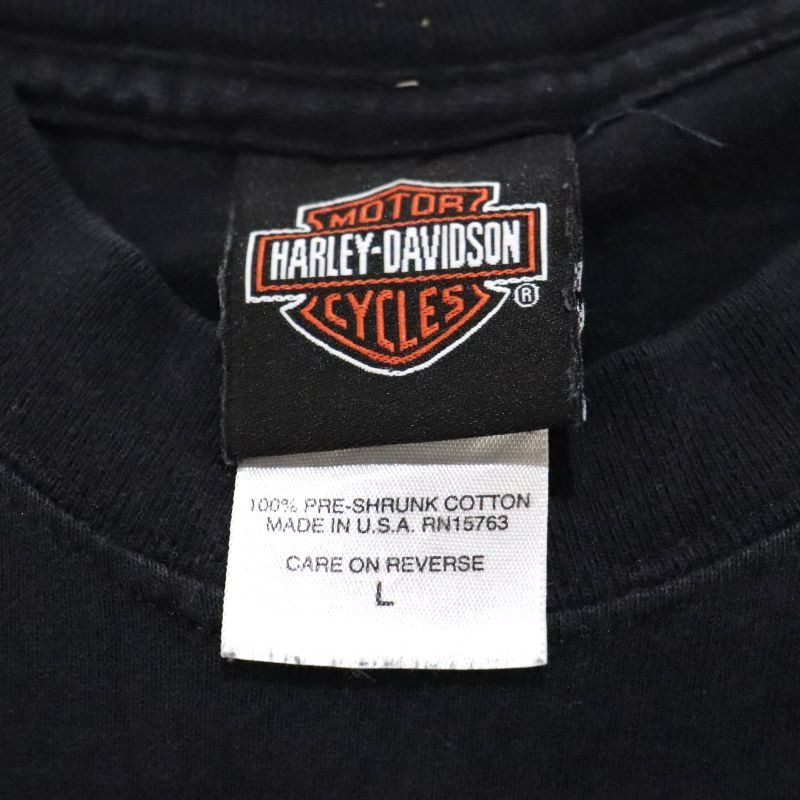 MOTOR
HARLEY-DAVIDSON
CYCLES ®
100% PRE-SHRUNK COTTON
MADE IN U.S.A. RN15763
CARE ON REVERSE
L